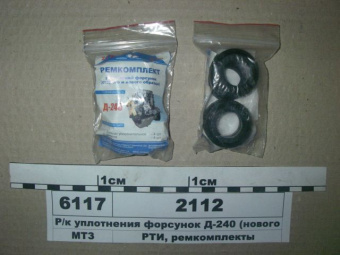 РЕМКОМПЛЕКТ
Д-240
1см 1см
6117 2112
Р/к уплотнения форсунок Д-240 (нового
МТЗ РТИ, ремкомплекты